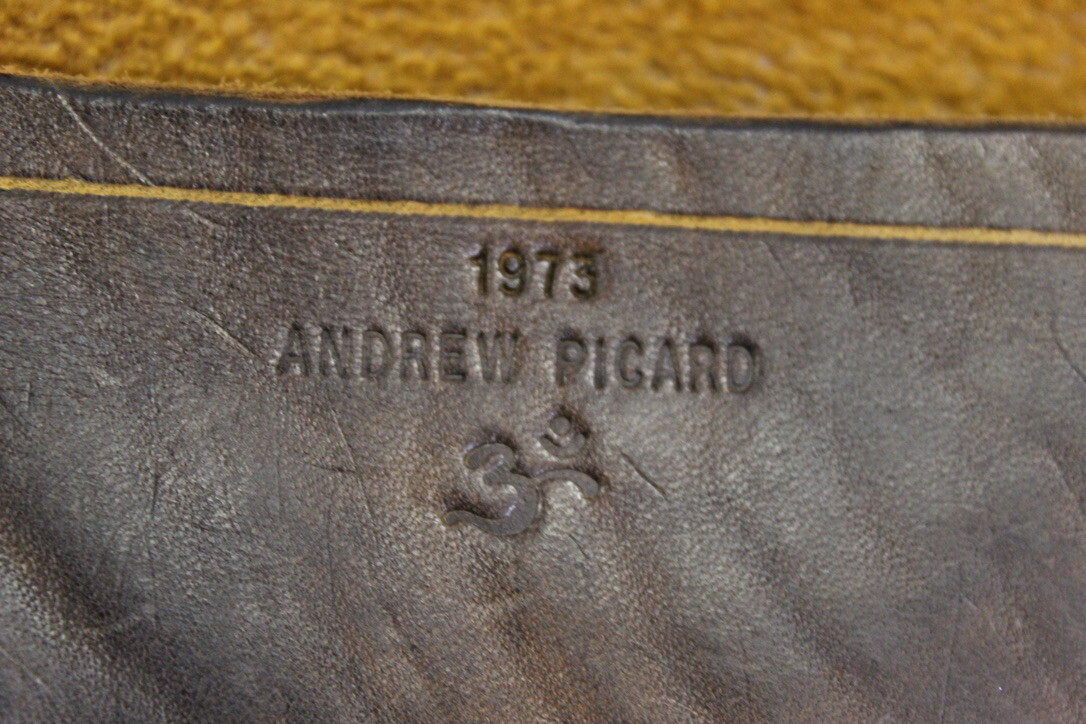 1973
ANDREW PICARD
ॐ